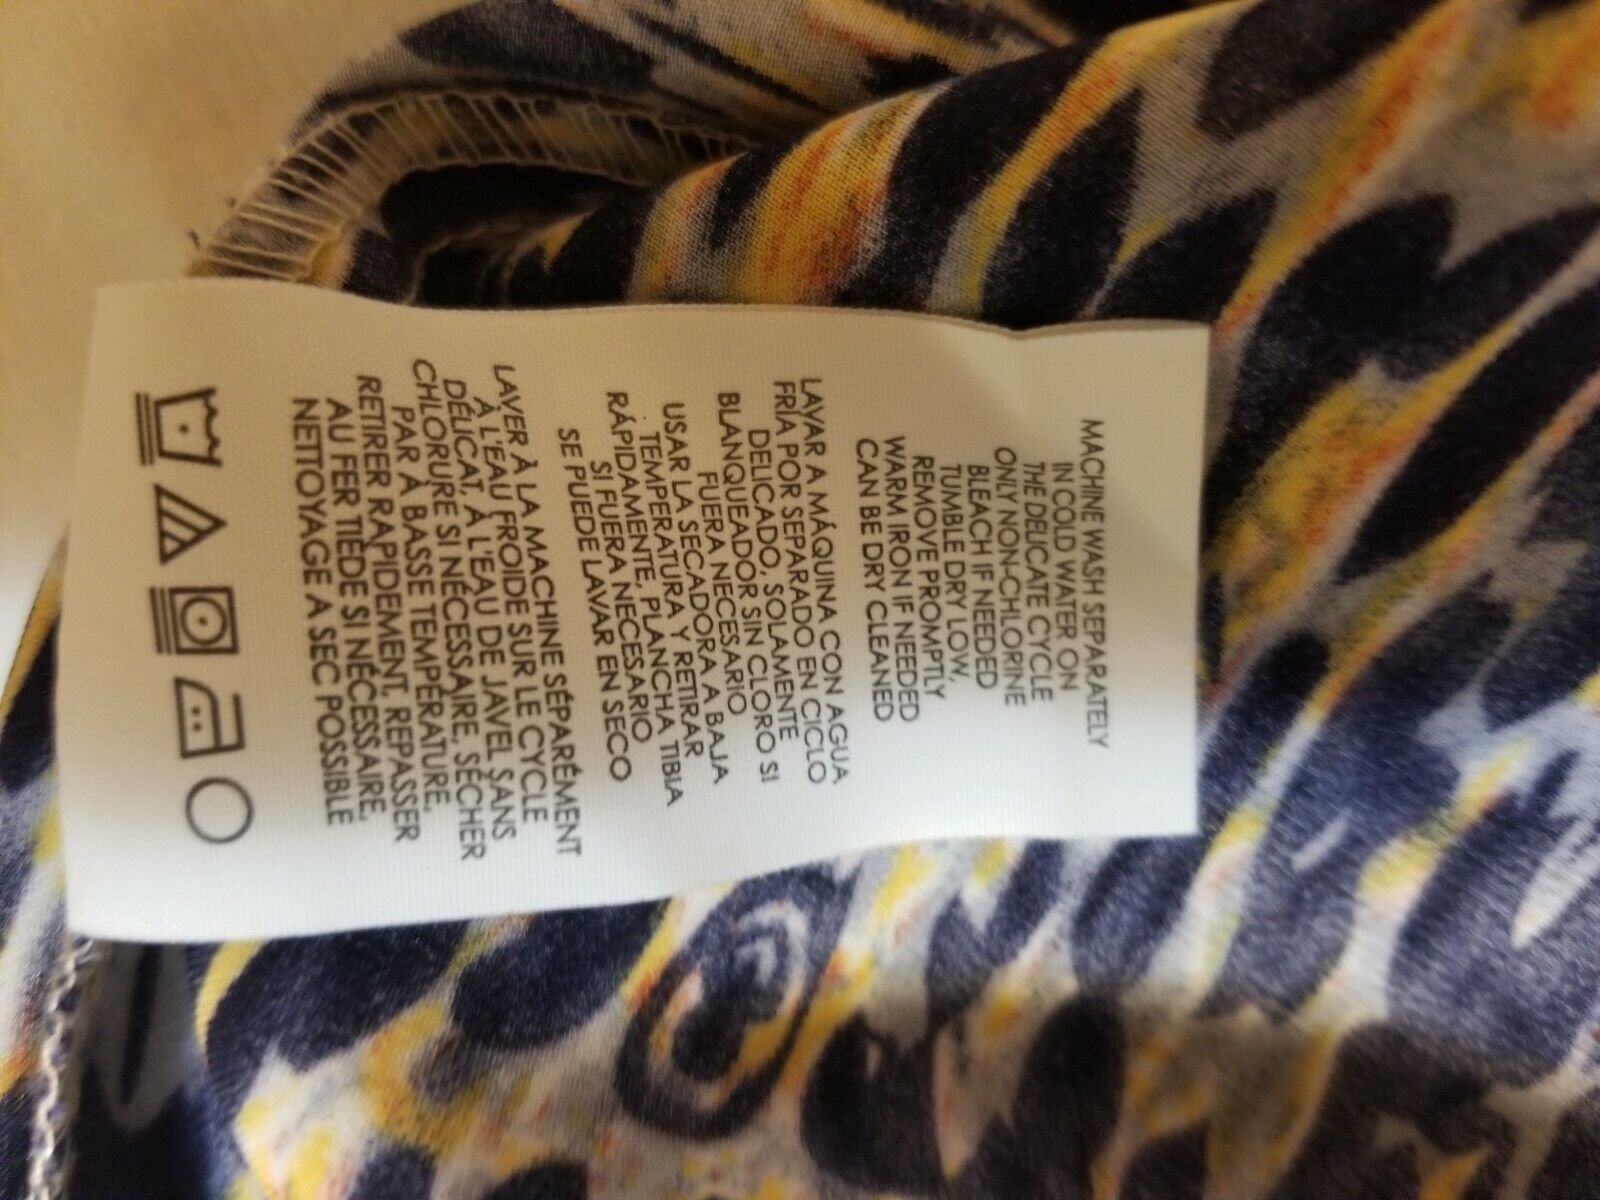 MACHINE WASH SEPARATELY
IN COLD WATER ON
THE DELICATE CYCLE
ONLY NON-CHLORINE
BLEACH IF NEEDED
TUMBLE DRY LOW,
REMOVE PROMPTLY
WARM IRON IF NEEDED
CAN BE DRY CLEANED
LAVAR A MÁQUINA CON AGUA
FRÍA POR SEPARADO EN CICLO
DELICADO, SOLAMENTE
BLANQUEADOR SIN CLORO SI
FUERA NECESARIO
USAR LA SECADORA A BAJA
TEMPERATURA Y RETIRAR
RÁPIDAMENTE, PLANCHA TIBIA
SI FUERA NECESARIO
SE PUEDE LAVAR EN SECO
LAVER À LA MACHINE SÉPARÉMENT
À L'EAU FROIDE SUR LE CYCLE
DÉLICAT, À L'EAU DE JAVEL SANS
CHLORURE SI NÉCESSAIRE, SÉCHER
PAR À BASSE TEMPÉRATURE,
RETIRER RAPIDEMENT, REPASSER
AU FER TIÈDE SI NÉCESSAIRE,
NETTOYAGE A SEC POSSIBLE